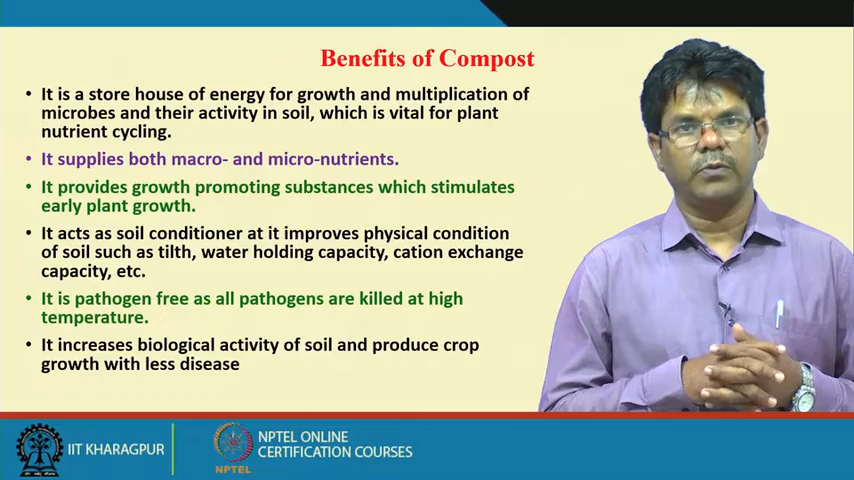 Benefits of Compost
• It is a store house of energy for growth and multiplication of
microbes and their activity in soil, which is vital for plant
nutrient cycling.
• It supplies both macro- and micro-nutrients.
• It provides growth promoting substances which stimulates
early plant growth.
• It acts as soil conditioner at it improves physical condition
of soil such as tilth, water holding capacity, cation exchange
capacity, etc.
• It is pathogen free as all pathogens are killed at high
temperature.
• It increases biological activity of soil and produce crop
growth with less disease
IIT KHARAGPUR
NPTEL
NPTEL ONLINE
CERTIFICATION COURSES